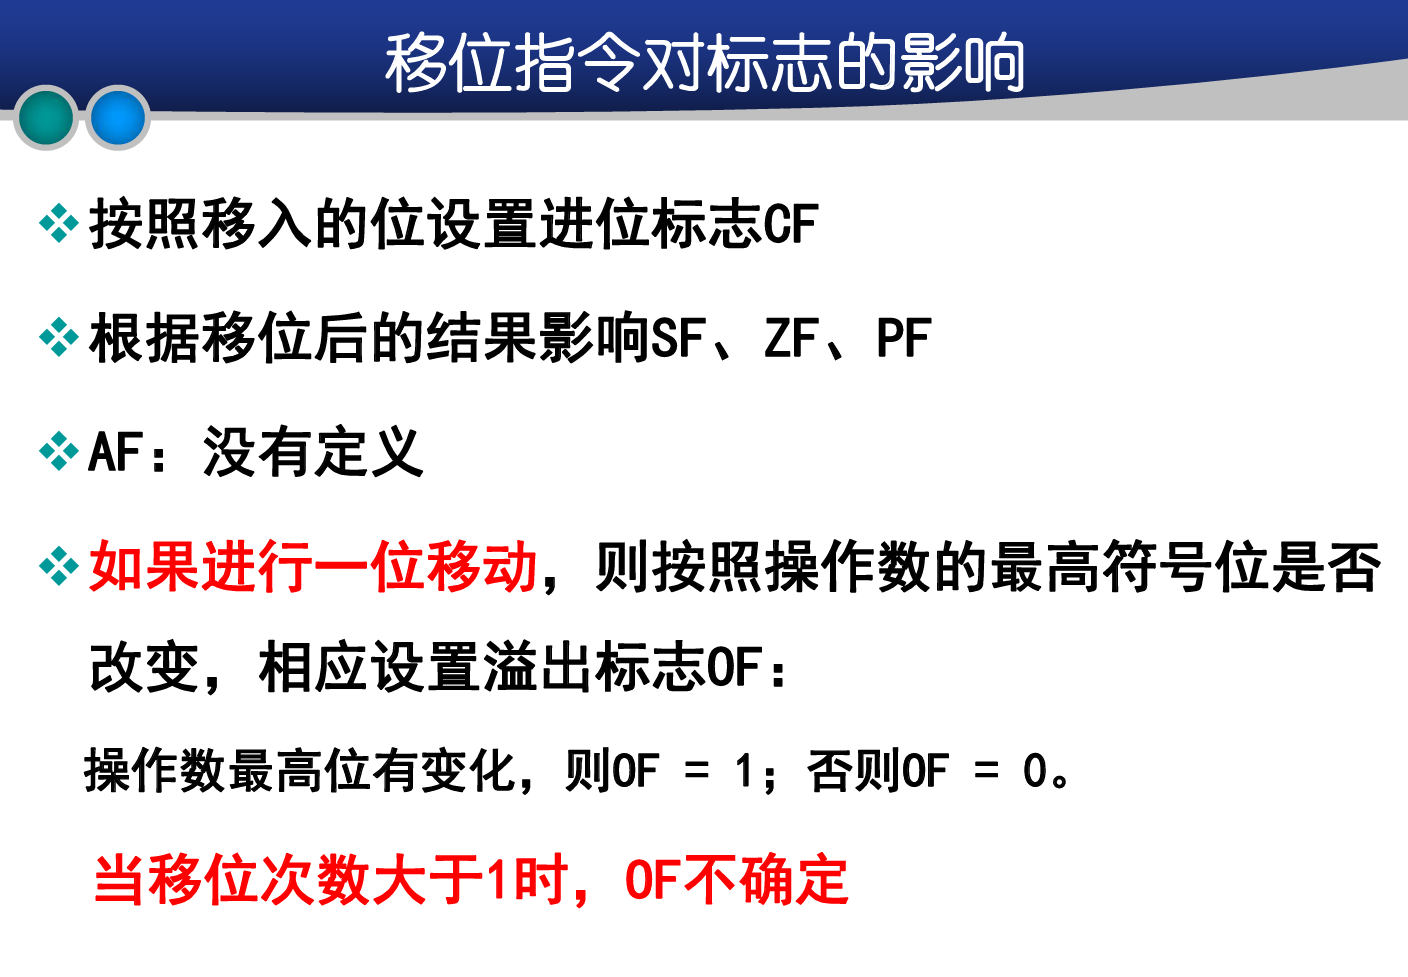 移位指令对标志的影响
按照移入的位设置进位标志CF
根据移位后的结果影响SF、ZF、PF
AF：没有定义
如果进行一位移动，则按照操作数的最高符号位是否
改变，相应设置溢出标志OF：
操作数最高位有变化，则OF = 1；否则OF = 0。
当移位次数大于1时，OF不确定